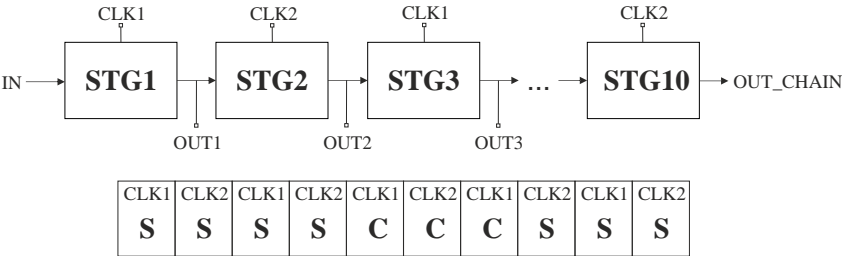 CLK1 CLK2 CLK1 CLK2
IN STG1 STG2 STG3 ... STG10 OUT_CHAIN
OUT1 OUT2 OUT3
CLK1 CLK2 CLK1 CLK2 CLK1 CLK2 CLK1 CLK2 CLK1 CLK2
S S S S C C C S S S